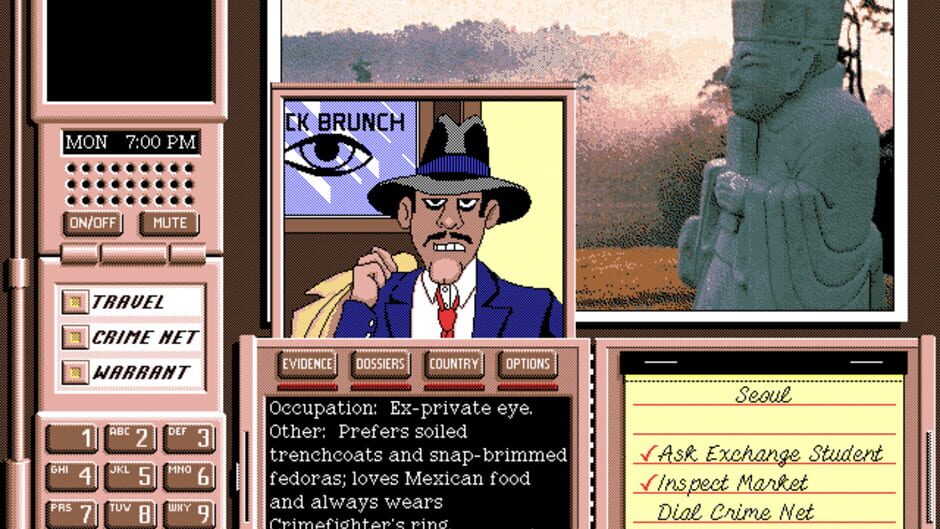 MON 7:00 PM
ON/OFF
MUTE
TRAVEL
CRIME NET
WARRANT
1
ABC 2
DEF 3
GHI 4
JKL 5
MNO 6
PRS 7
TUV 8
WXY 9
CK BRUNCH
EVIDENCE
DOSSIERS
COUNTRY
OPTIONS
Occupation: Ex-private eye.
Other: Prefers soiled
trenchcoats and snap-brimmed
fedoras; loves Mexican food
and always wears
Crimefighter's ring
Seoul
Ask Exchange Student
Inspect Market
Dial Crime Net